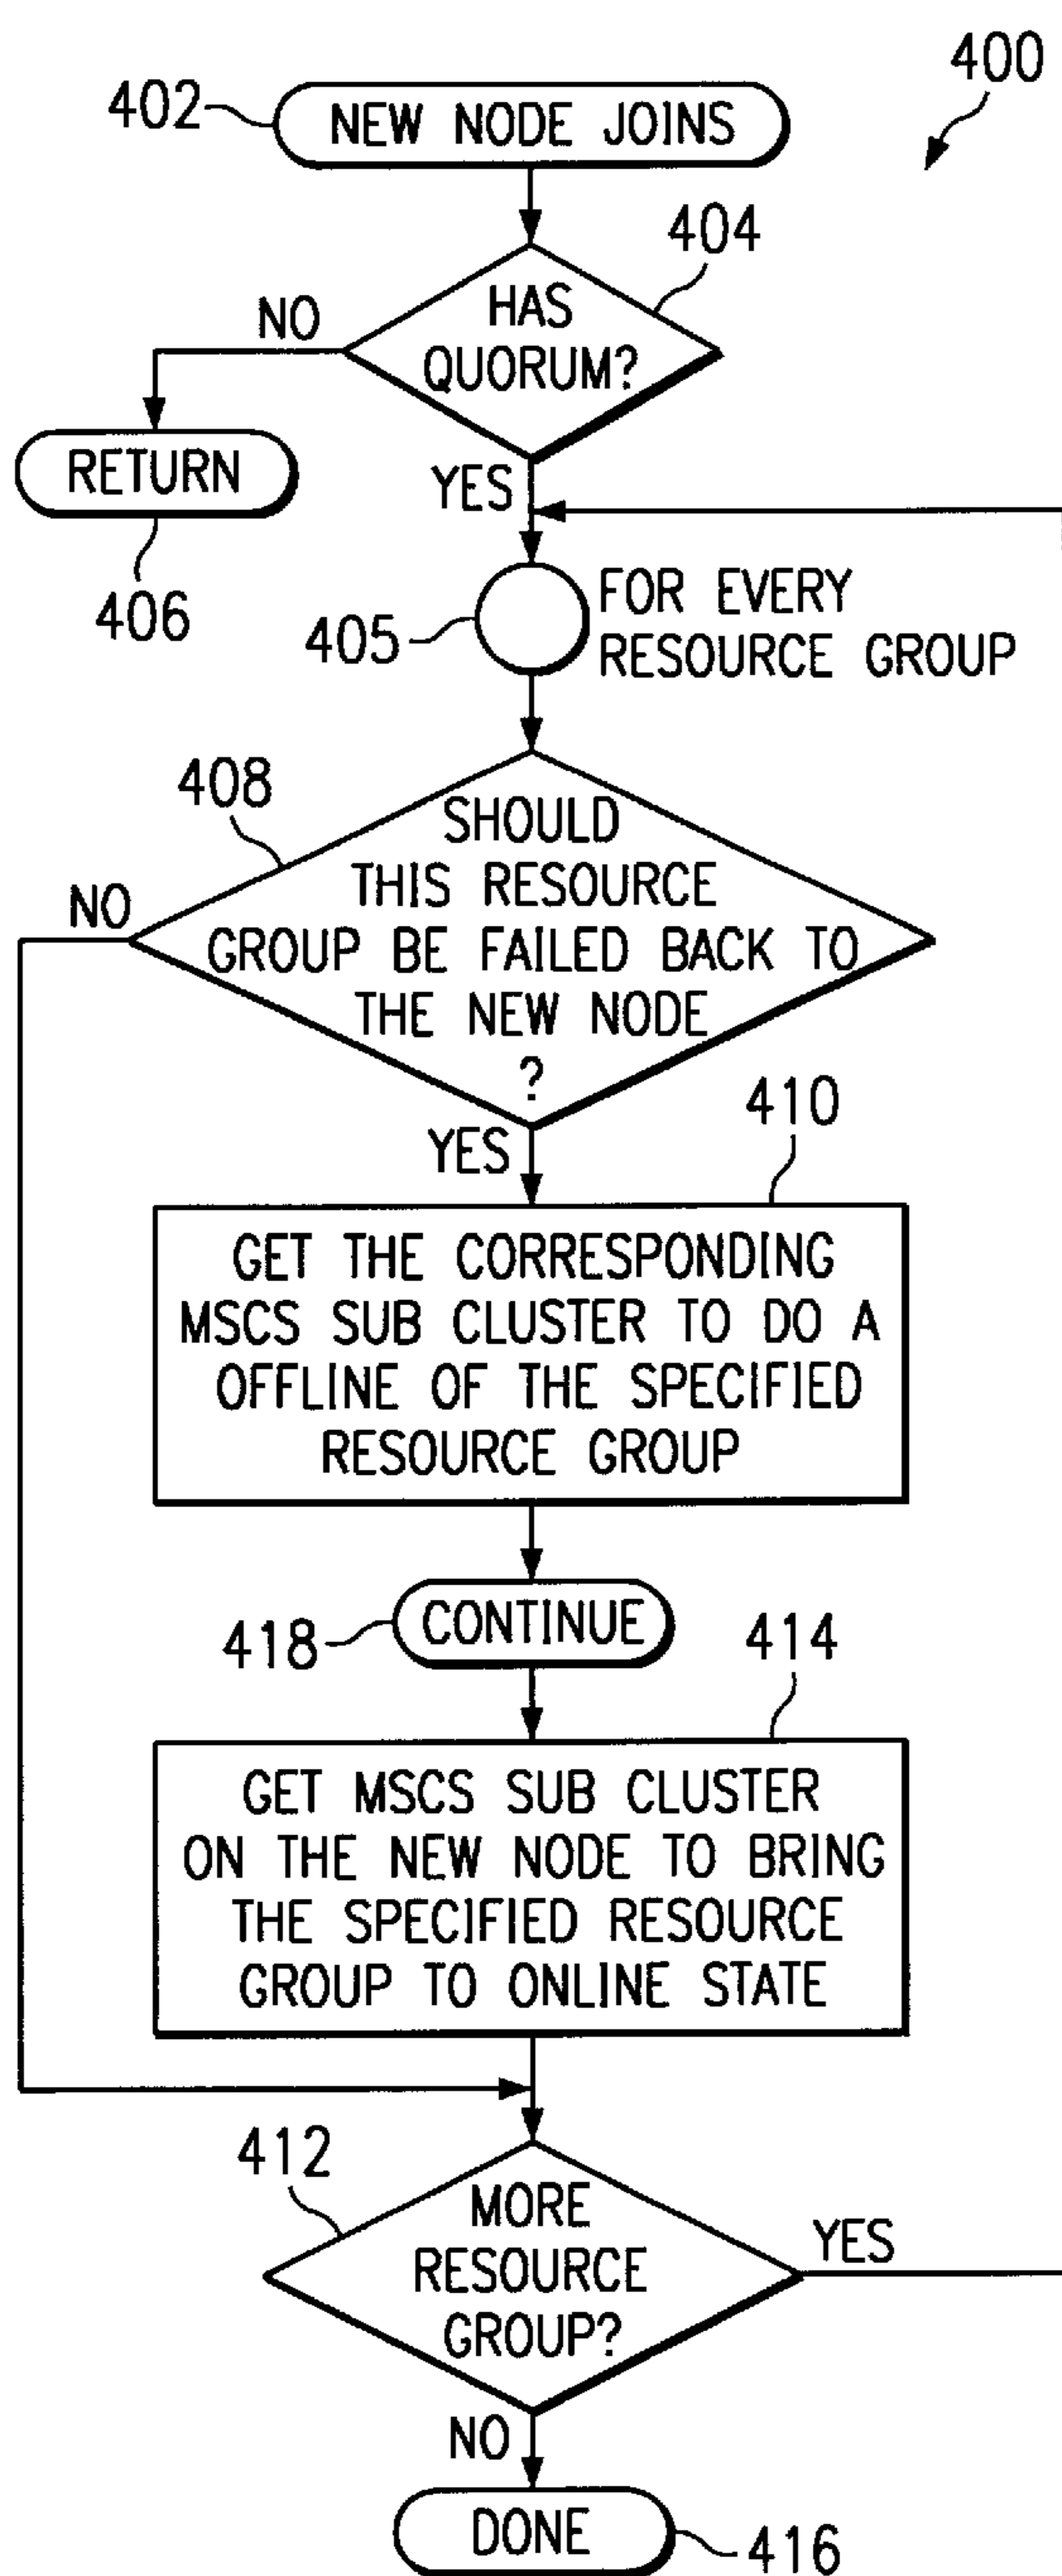 400
402
NEW NODE JOINS
404
HAS
QUORUM?
NO
RETURN
406
YES
405
FOR EVERY
RESOURCE GROUP
408
SHOULD
THIS RESOURCE
GROUP BE FAILED BACK TO
THE NEW NODE
?
NO
YES
410
GET THE CORRESPONDING
MSCS SUB CLUSTER TO DO A
OFFLINE OF THE SPECIFIED
RESOURCE GROUP
418
CONTINUE
414
GET MSCS SUB CLUSTER
ON THE NEW NODE TO BRING
THE SPECIFIED RESOURCE
GROUP TO ONLINE STATE
412
MORE
RESOURCE
GROUP?
YES
NO
DONE
416